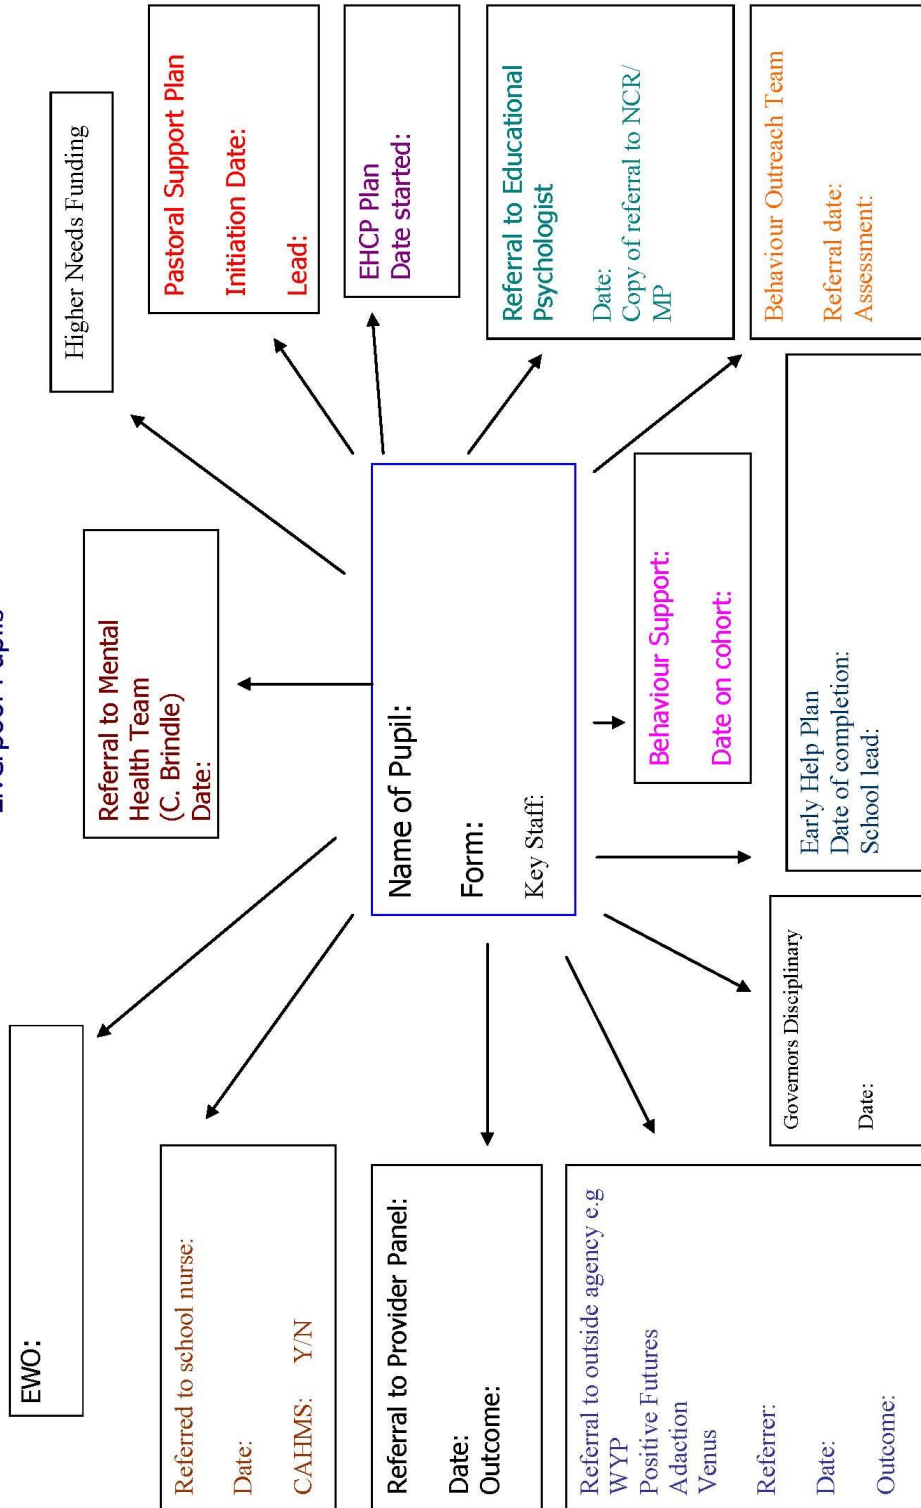 Liverpool Pupils
EWO:
Referral to Mental
Health Team
(C. Brindle)
Date:
Higher Needs Funding
Referred to school nurse:
Date:
CAHMS: Y/N
Pastoral Support Plan
Initiation Date:
Lead:
Name of Pupil:
Form:
Key Staff:
EHCP Plan
Date started:
Referral to Provider Panel:
Date:
Outcome:
Referral to Educational
Psychologist
Date:
Copy of referral to NCR/
MP
Referral to outside agency e.g
WYP
Positive Futures
Adaction
Venus
Referrer:
Date:
Outcome:
Behaviour Support:
Date on cohort:
Governors Disciplinary
Date:
Early Help Plan
Date of completion:
School lead:
Behaviour Outreach Team
Referral date:
Assessment: